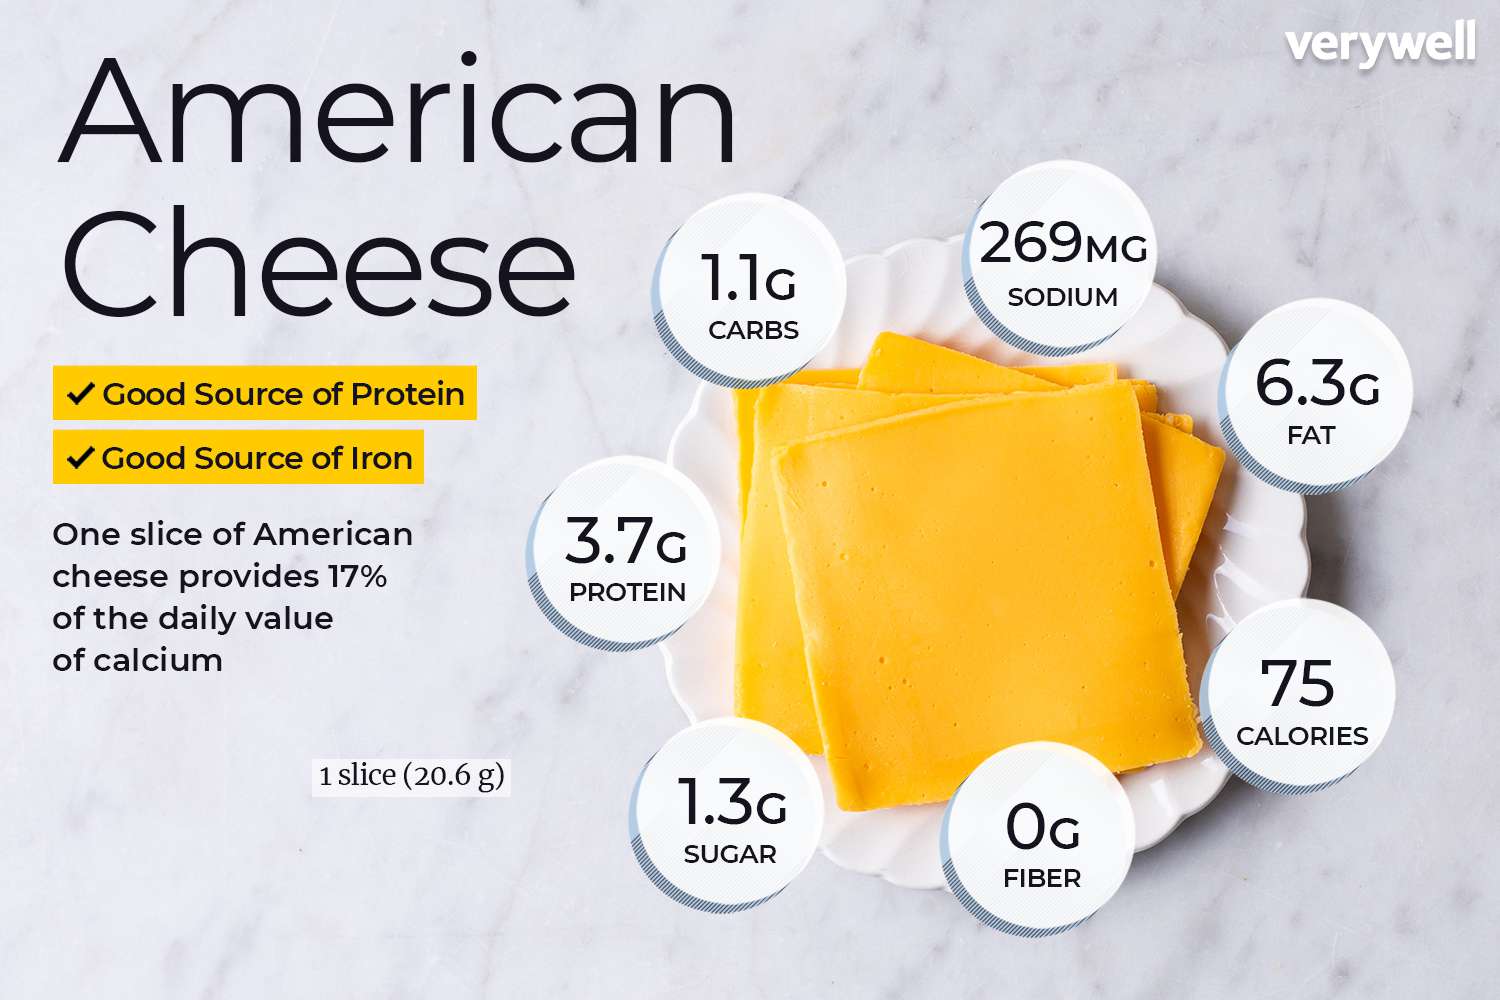 verywell
American
Cheese
✔ Good Source of Protein
✔ Good Source of Iron
One slice of American
cheese provides 17%
of the daily value
of calcium
1 slice (20.6 g)
1.1G
CARBS
269MG
SODIUM
6.3G
FAT
3.7G
PROTEIN
75
CALORIES
1.3G
SUGAR
0G
FIBER